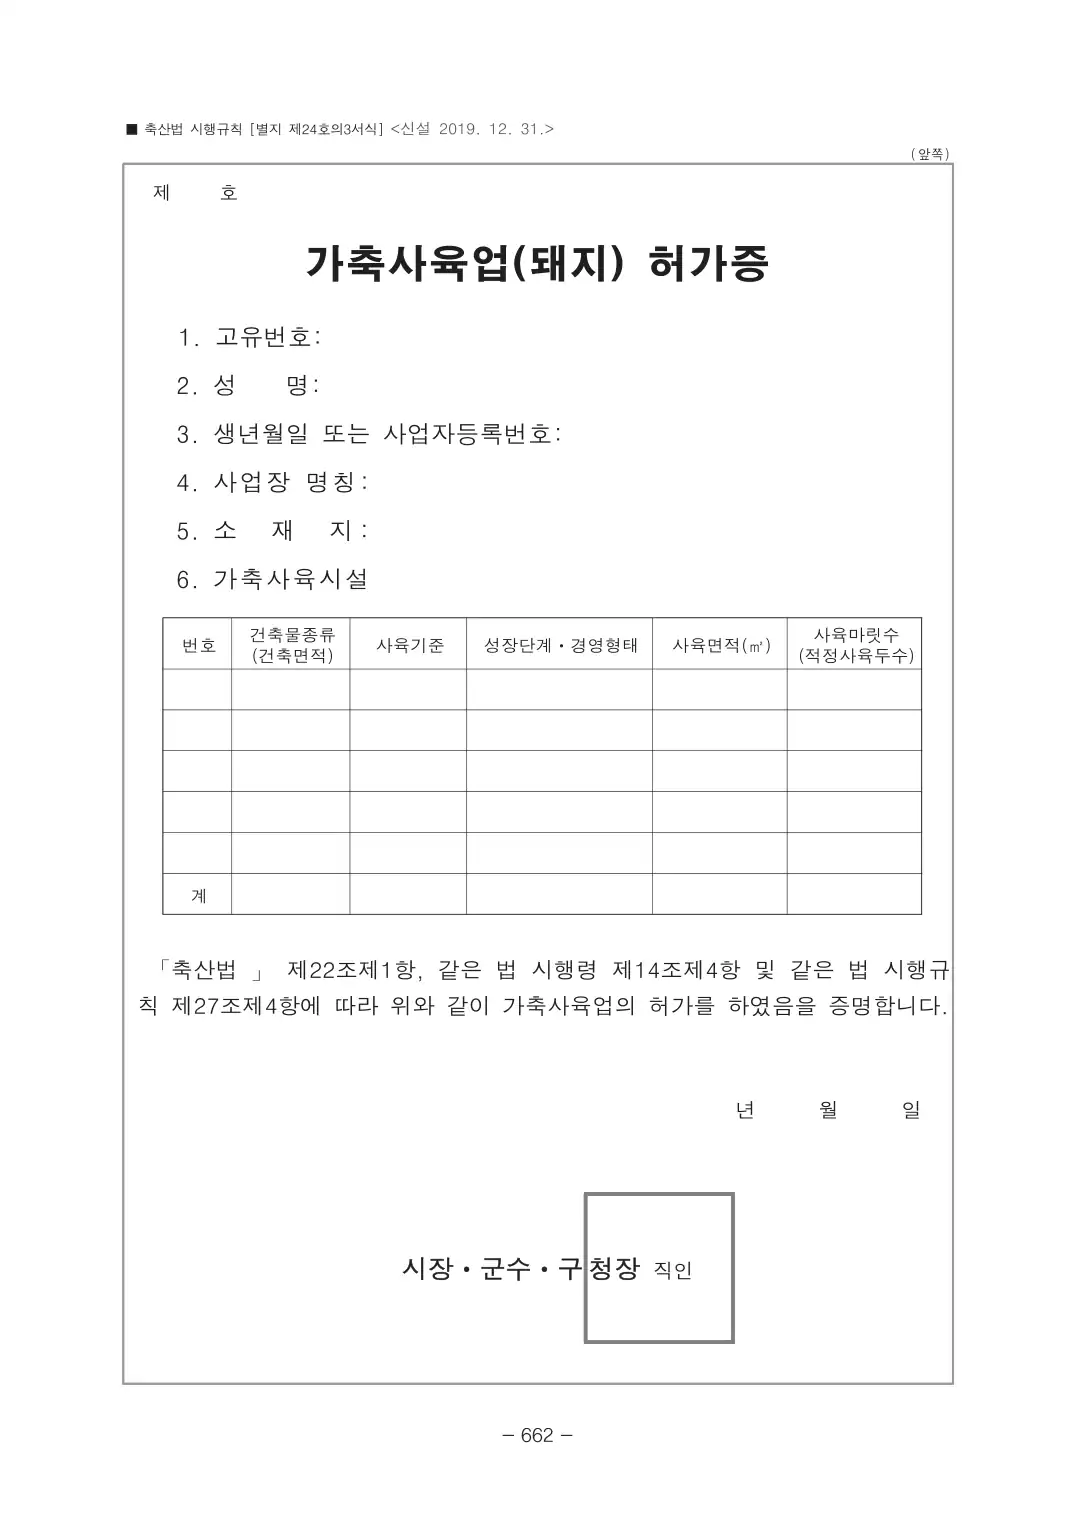 ■ 축산법 시행규칙 [별지 제24호의3서식] <신설 2019. 12. 31.>
(앞쪽)
제 호
가축사육업(돼지) 허가증
1. 고유번호:
2. 성 명:
3. 생년월일 또는 사업자등록번호:
4. 사업장 명칭:
5. 소 재 지:
6. 가축사육시설
번호 건축물종류 사육기준 성장단계・경영형태 사육면적(㎡) 사육마릿수
(건축면적) (적정사육두수)
계
「축산법 」 제22조제1항, 같은 법 시행령 제14조제4항 및 같은 법 시행규
칙 제27조제4항에 따라 위와 같이 가축사육업의 허가를 하였음을 증명합니다.
년 월 일
시장・군수・구청장 직인
- 662 -